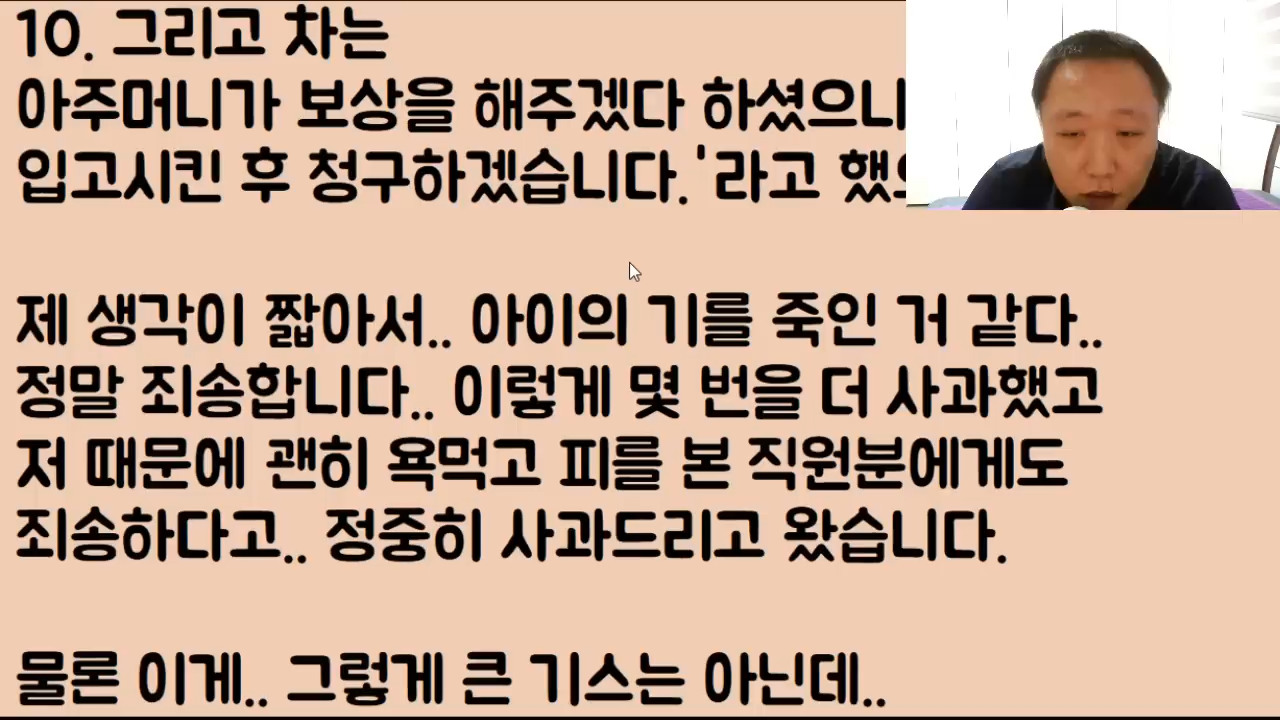 10. 그리고 차는
아주머니가 보상을 해주겠다 하셨으니
입고시킨 후 청구하겠습니다.'라고
제 생각이 짧아서.. 아이의 기를 죽인 거 같다..
정말 죄송합니다.. 이렇게 몇 번을 더 사과했고
저 때문에 괜히 욕먹고 피를 본 직원분에게도
죄송하다고.. 정중히 사과드리고 왔습니다.
물론 이게.. 그렇게 큰 기스는 아닌데..